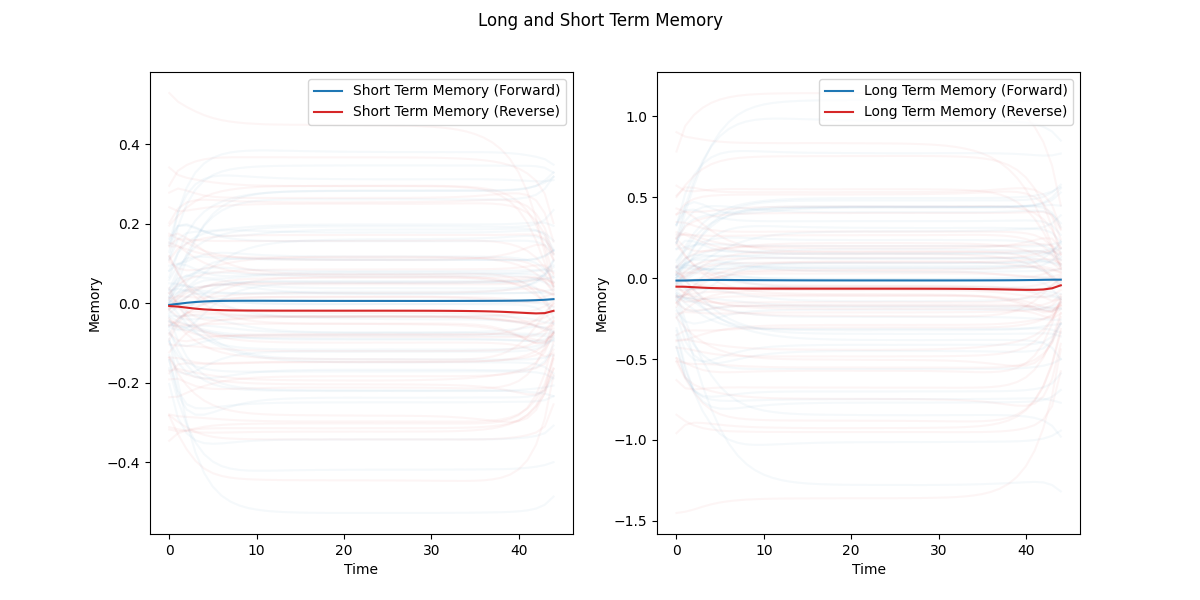 Long and Short Term Memory
Short Term Memory (Forward)
Short Term Memory (Reverse)
0.4
0.2
0.0
−0.2
−0.4
Memory
0
10
20
30
40
Time
Long Term Memory (Forward)
Long Term Memory (Reverse)
1.0
0.5
0.0
−0.5
−1.0
−1.5
Memory
0
10
20
30
40
Time